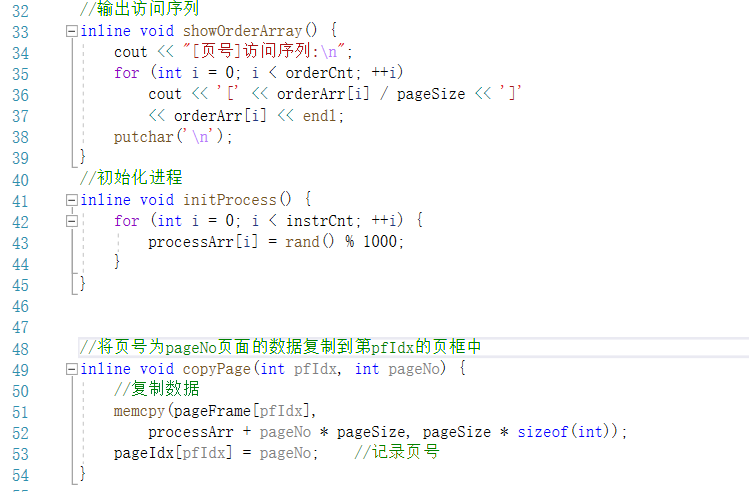 32 //输出访问序列
33 inline void showOrderArray() {
34 cout << "[页号]访问序列:\n";
35 for (int i = 0; i < orderCnt; ++i)
36 cout << '[' << orderArr[i] / pageSize << ']'
37 << orderArr[i] << endl;
38 putchar('\n');
39 }
40 //初始化进程
41 inline void initProcess() {
42 for (int i = 0; i < instrCnt; ++i) {
43 processArr[i] = rand() % 1000;
44 }
45 }
46
47
48 //将页号为pageNo页面的数据复制到第pfIdx的页框中
49 inline void copyPage(int pfIdx, int pageNo) {
50 //复制数据
51 memcpy(pageFrame[pfIdx],
52 processArr + pageNo * pageSize, pageSize * sizeof(int));
53 pageIdx[pfIdx] = pageNo; //记录页号
54 }